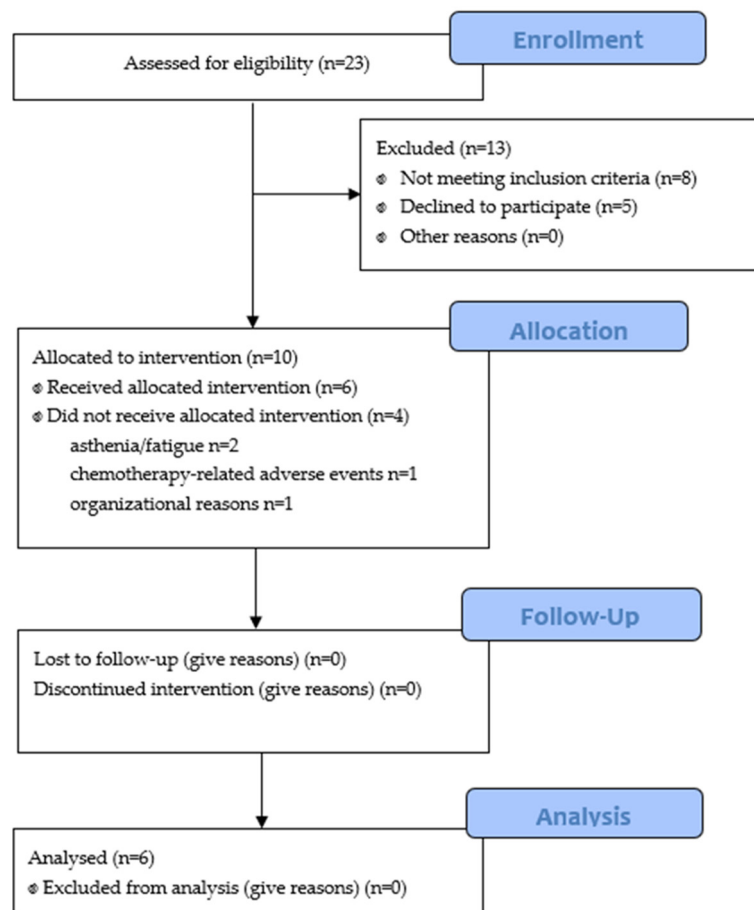 Enrollment
Assessed for eligibility (n=23)
Excluded (n=13)
Not meeting inclusion criteria (n=8)
Declined to participate (n=5)
Other reasons (n=0)
Allocation
Allocated to intervention (n=10)
Received allocated intervention (n=6)
Did not receive allocated intervention (n=4)
asthenia/fatigue n=2
chemotherapy-related adverse events n=1
organizational reasons n=1
Follow-Up
Lost to follow-up (give reasons) (n=0)
Discontinued intervention (give reasons) (n=0)
Analysis
Analysed (n=6)
Excluded from analysis (give reasons) (n=0)